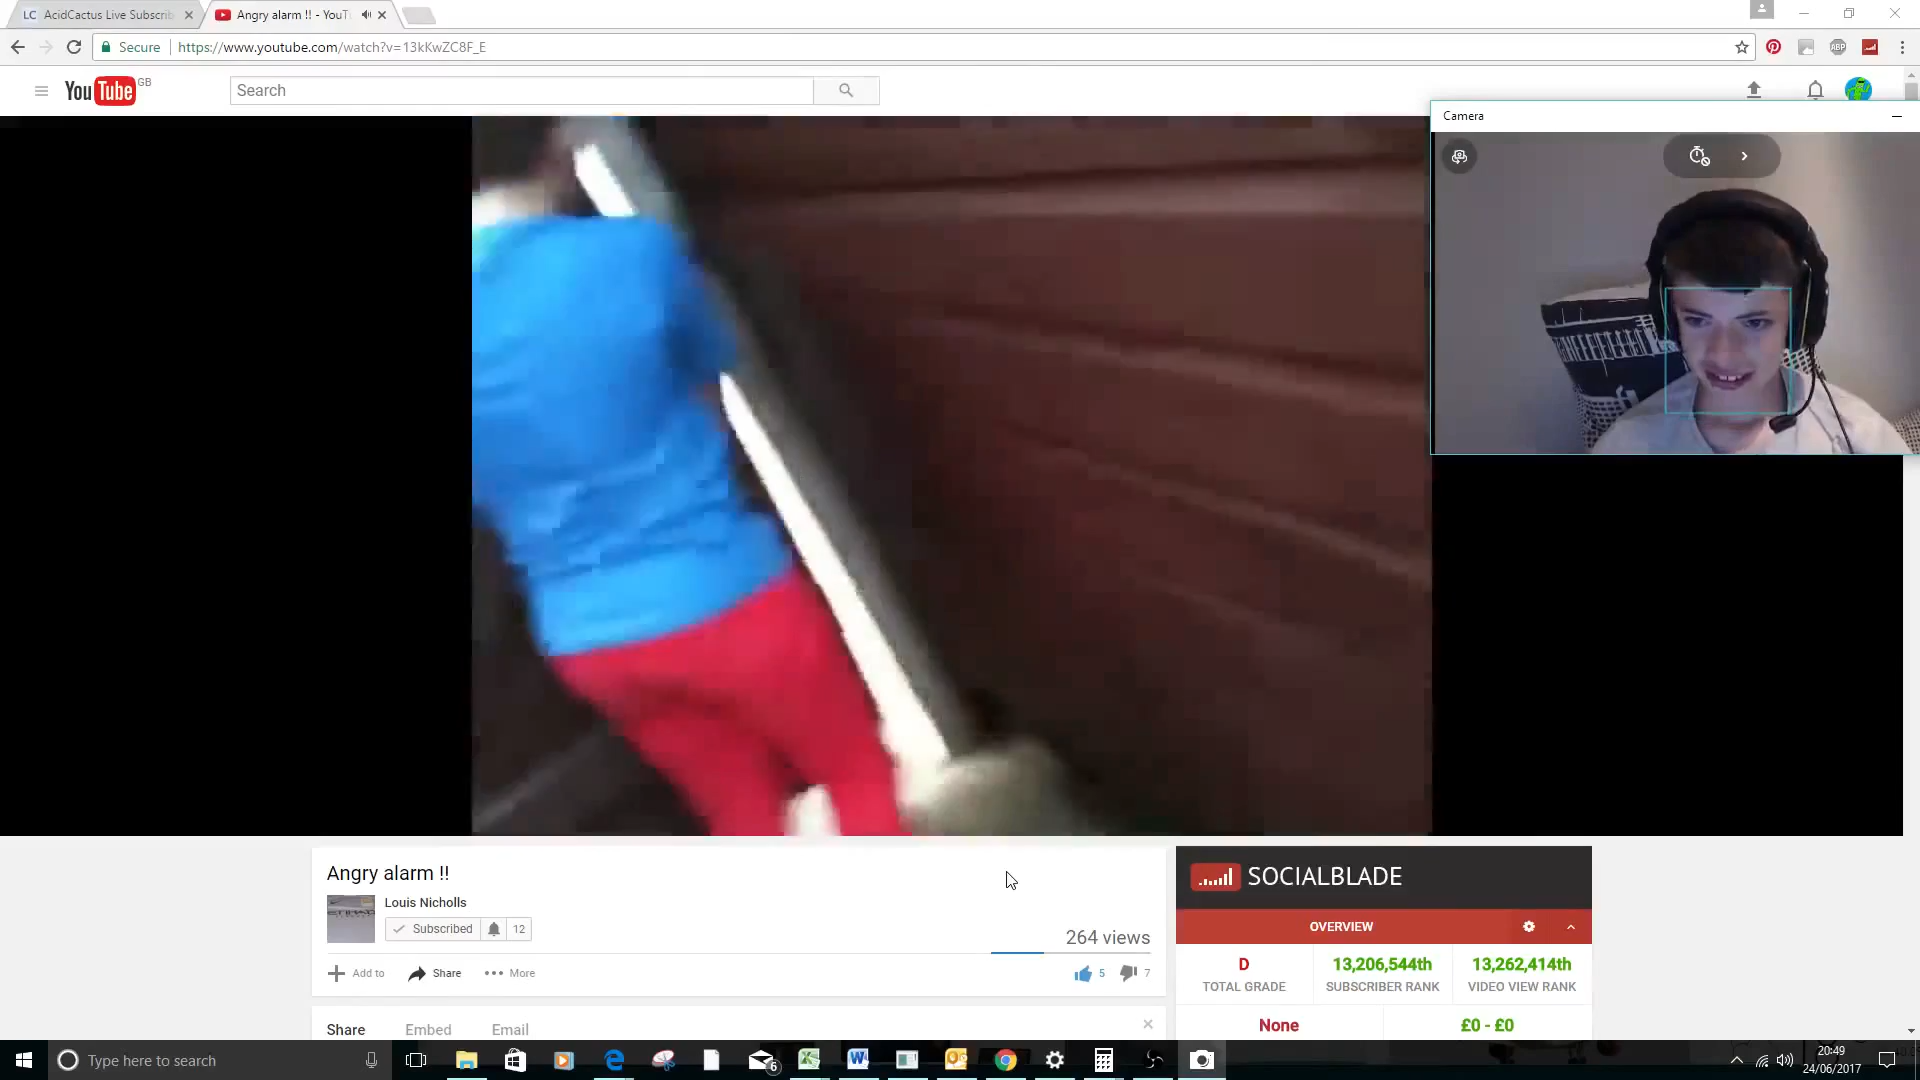 LC AcidCactus Live Subscrib
Angry alarm !! - YouT
Secure https://www.youtube.com/watch?v=13kKwZC8F_E
ABP
YouTube GB
Search
Camera
Angry alarm !!
Louis Nicholls
Subscribed 12
264 views
Add to Share More
5 7
Share Embed Email
SOCIALBLADE
OVERVIEW
D 13,206,544th 13,262,414th
TOTAL GRADE SUBSCRIBER RANK VIDEO VIEW RANK
None £0 - £0
Type here to search
6
20:49
24/06/2017